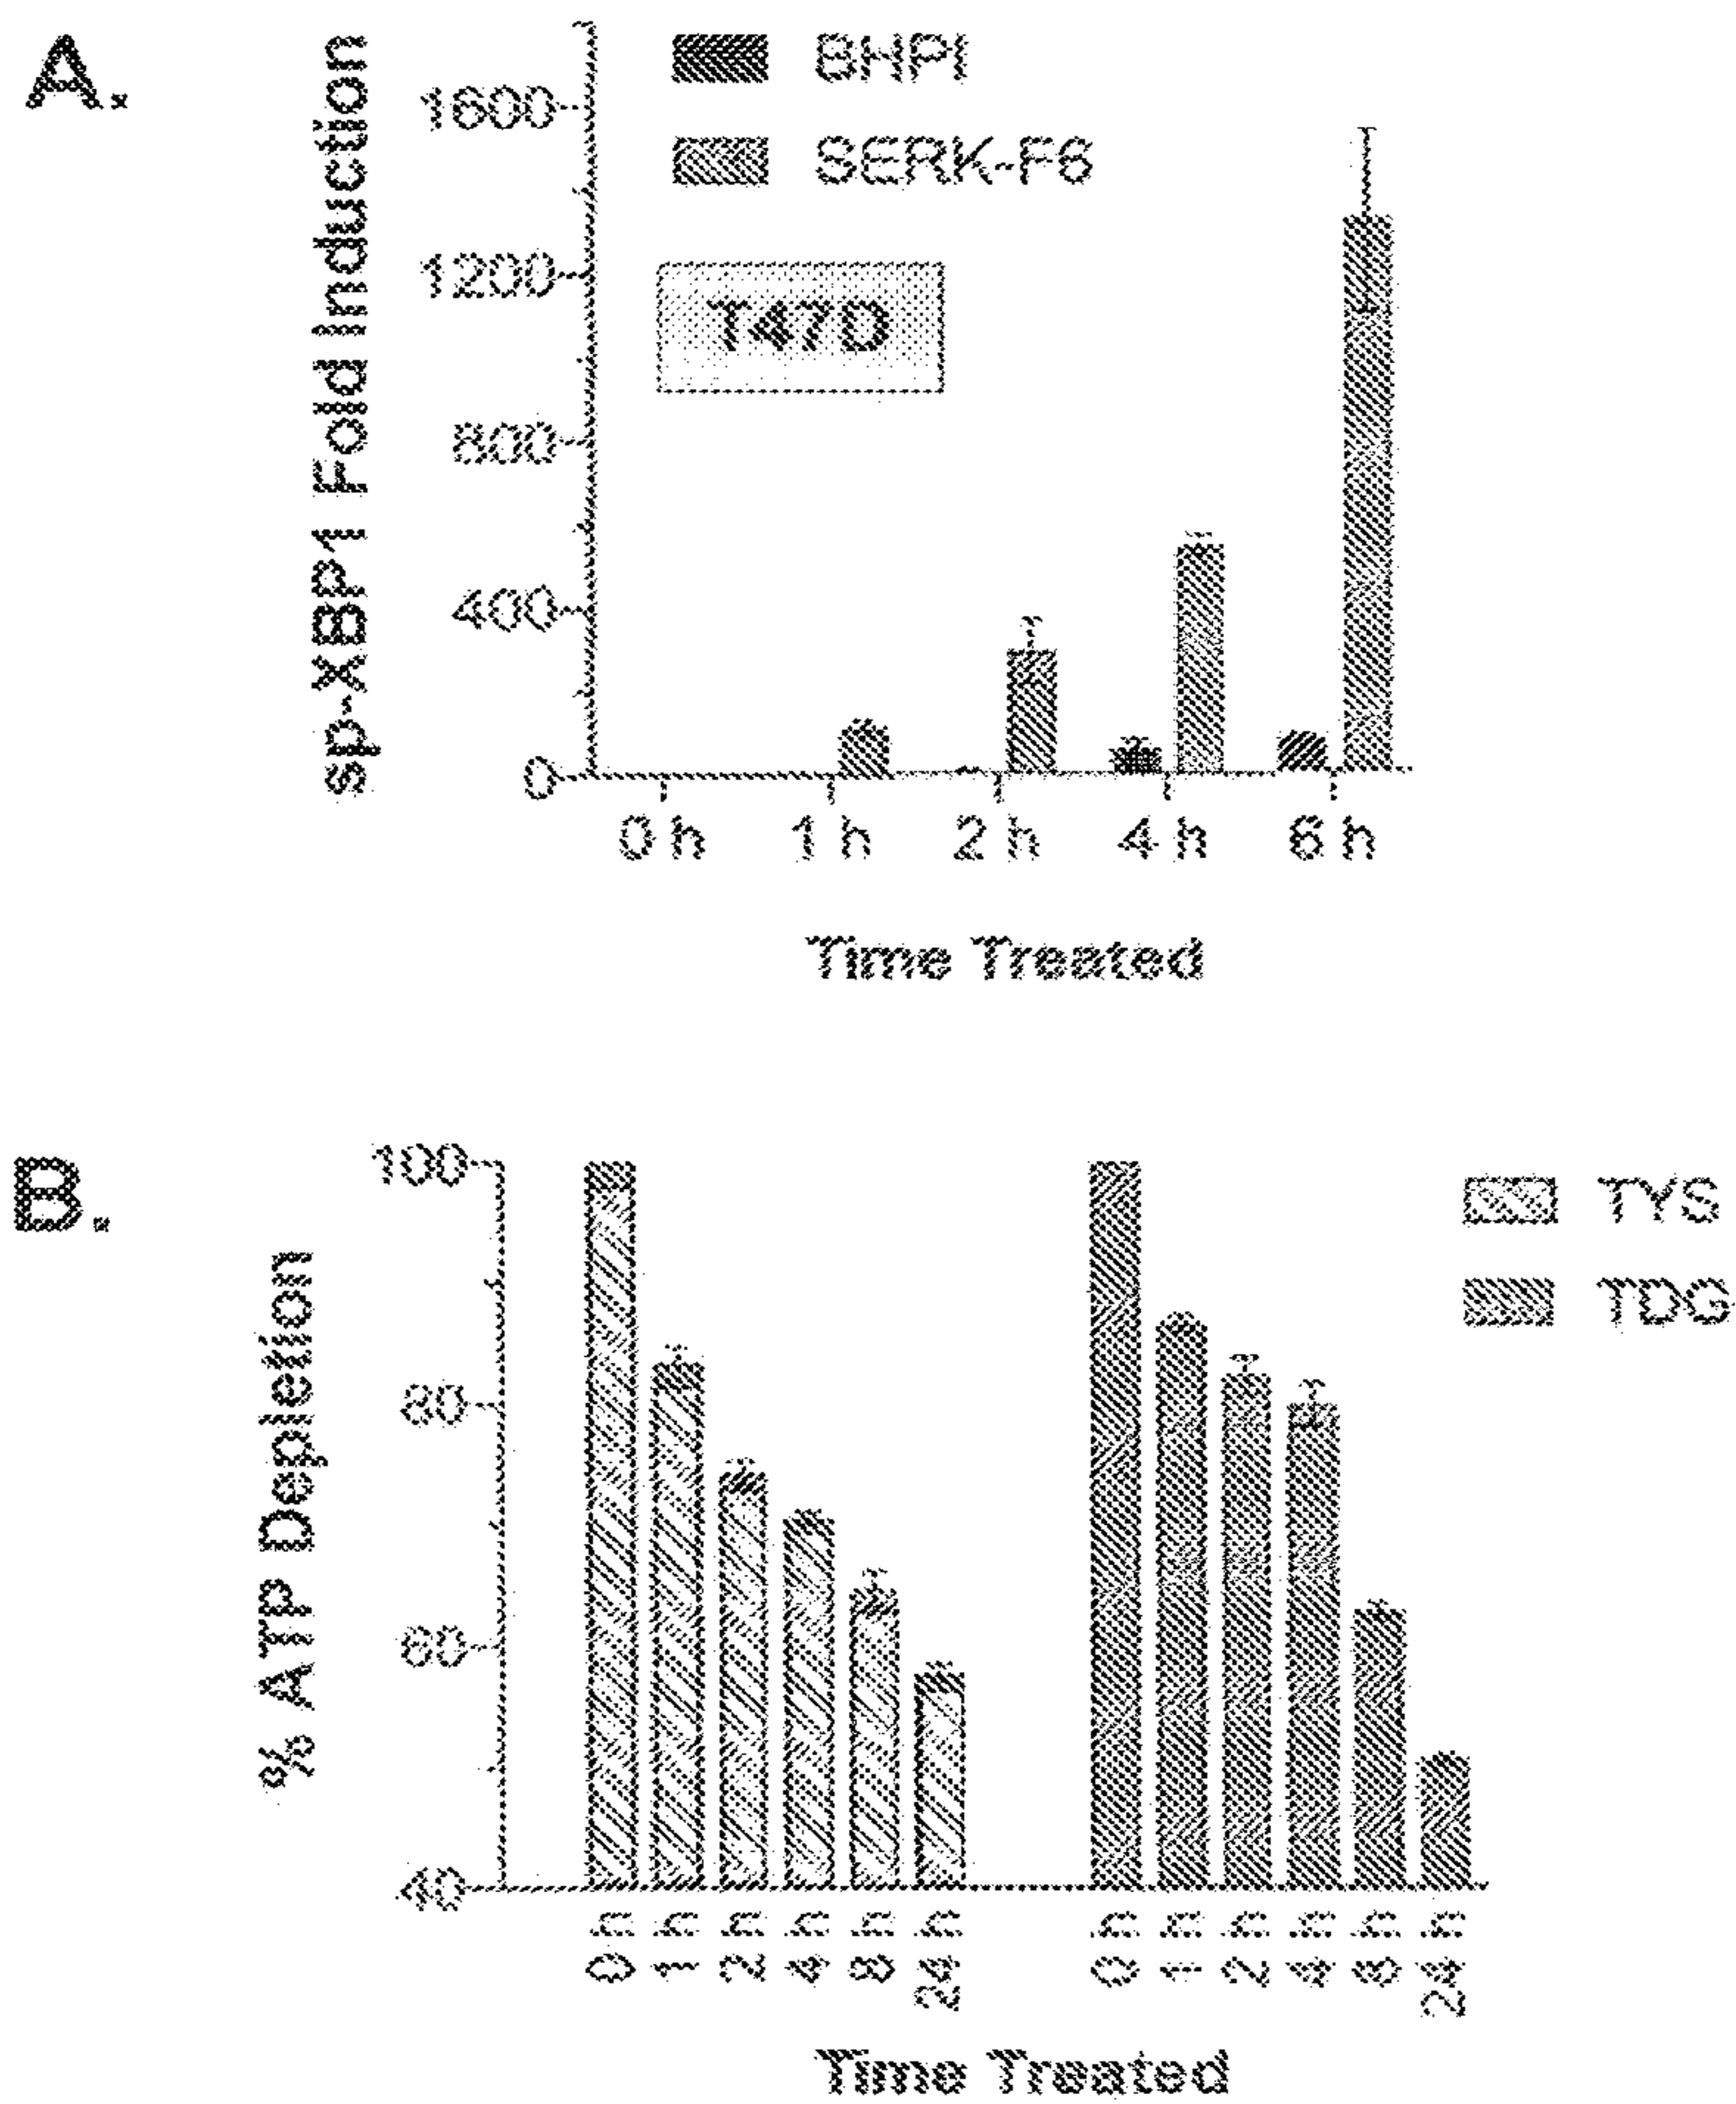 A.
sp-XBP1 Fold Induction
1600
1200
800
400
0
BHPI
SERK-F6
T47D
0 h 1 h 2 h 4 h 6 h
Time Treated
B.
% ATP Depletion
100
80
60
40
TYS
TDG
0 h 1 h 2 h 4 h 8 h 24 h 0 h 1 h 2 h 4 h 8 h 24 h
Time Treated